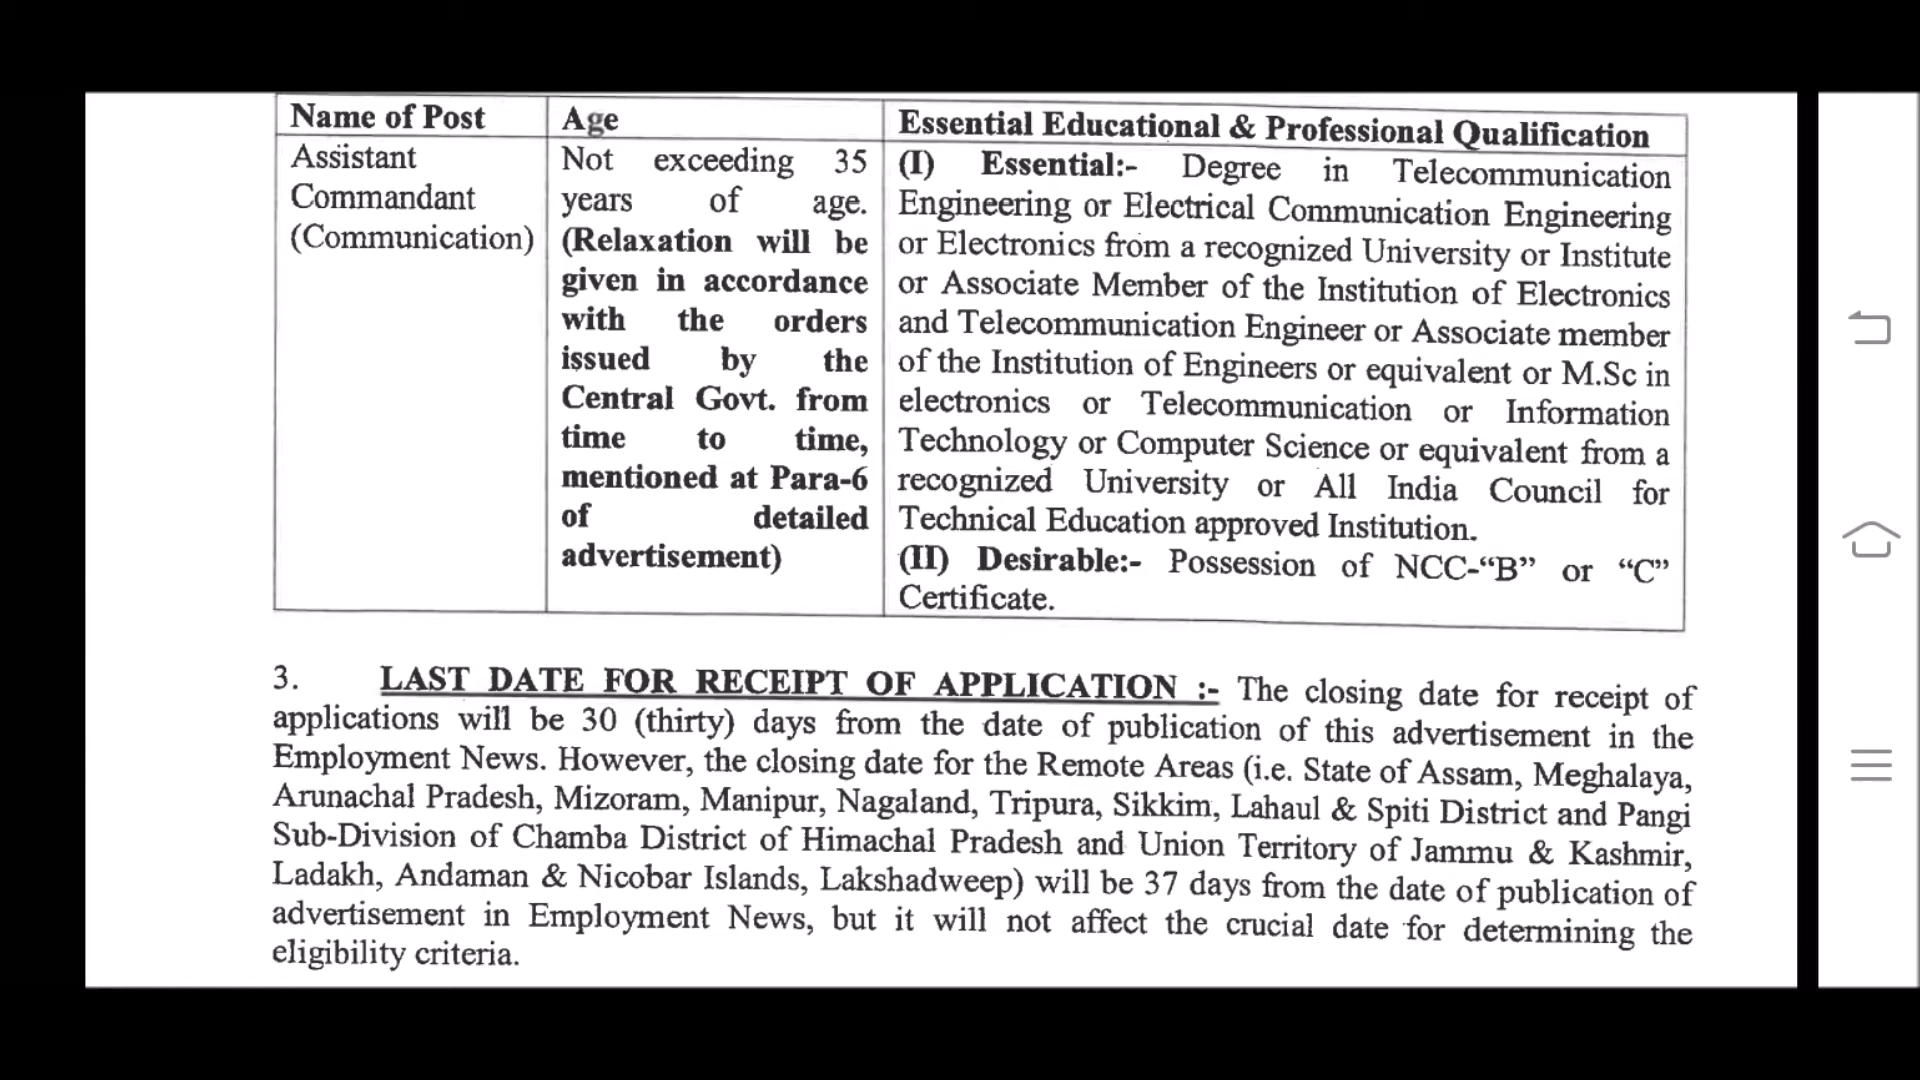 Name of Post
Age
Essential Educational & Professional Qualification
Assistant
Commandant
(Communication)
Not exceeding 35
years of age.
(Relaxation will be
given in accordance
with the orders
issued by the
Central Govt. from
time to time,
mentioned at Para-6
of detailed
advertisement)
(I) Essential:- Degree in Telecommunication
Engineering or Electrical Communication Engineering
or Electronics from a recognized University or Institute
or Associate Member of the Institution of Electronics
and Telecommunication Engineer or Associate member
of the Institution of Engineers or equivalent or M.Sc in
electronics or Telecommunication or Information
Technology or Computer Science or equivalent from a
recognized University or All India Council for
Technical Education approved Institution.
(II) Desirable:- Possession of NCC-“B” or “C”
Certificate.
3. LAST DATE FOR RECEIPT OF APPLICATION :- The closing date for receipt of
applications will be 30 (thirty) days from the date of publication of this advertisement in the
Employment News. However, the closing date for the Remote Areas (i.e. State of Assam, Meghalaya,
Arunachal Pradesh, Mizoram, Manipur, Nagaland, Tripura, Sikkim, Lahaul & Spiti District and Pangi
Sub-Division of Chamba District of Himachal Pradesh and Union Territory of Jammu & Kashmir,
Ladakh, Andaman & Nicobar Islands, Lakshadweep) will be 37 days from the date of publication of
advertisement in Employment News, but it will not affect the crucial date for determining the
eligibility criteria.